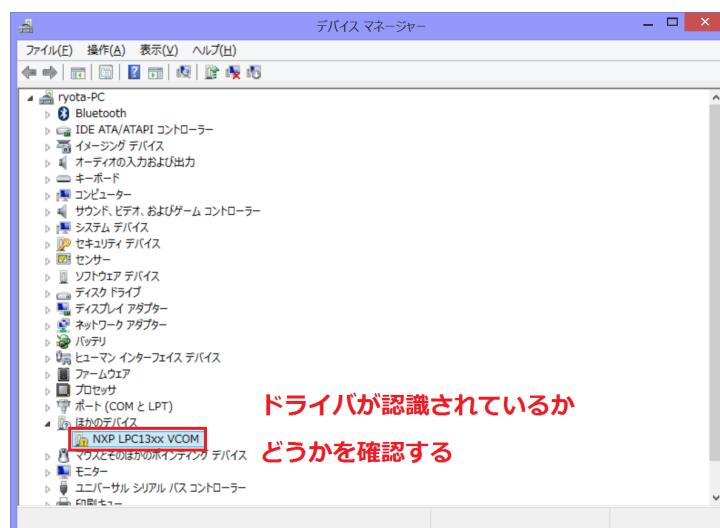 デバイス マネージャー
ファイル(F) 操作(A) 表示(V) ヘルプ(H)
ryota-PC
Bluetooth
IDE ATA/ATAPI コントローラー
イメージング デバイス
オーディオの入力および出力
キーボード
コンピューター
サウンド、ビデオ、およびゲーム コントローラー
システム デバイス
セキュリティ デバイス
センサー
ソフトウェア デバイス
ディスク ドライブ
ディスプレイ アダプター
ネットワーク アダプター
バッテリ
ヒューマン インターフェイス デバイス
ファームウェア
プロセッサ
ポート (COM と LPT)
ほかのデバイス
NXP LPC13xx VCOM
マウスとそのほかのポインティング デバイス
モニター
ユニバーサル シリアル バス コントローラー
印刷キュー
ドライバが認識されているか
どうかを確認する